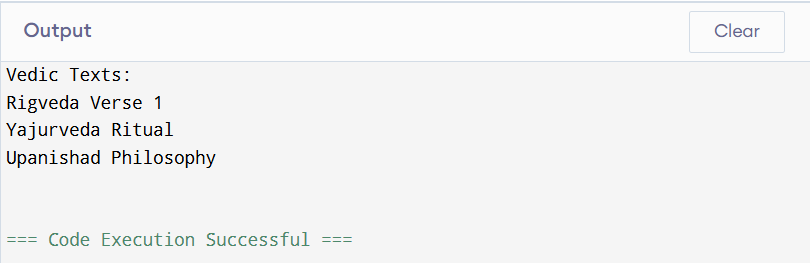 Output
Clear
Vedic Texts:
Rigveda Verse 1
Yajurveda Ritual
Upanishad Philosophy
=== Code Execution Successful ===